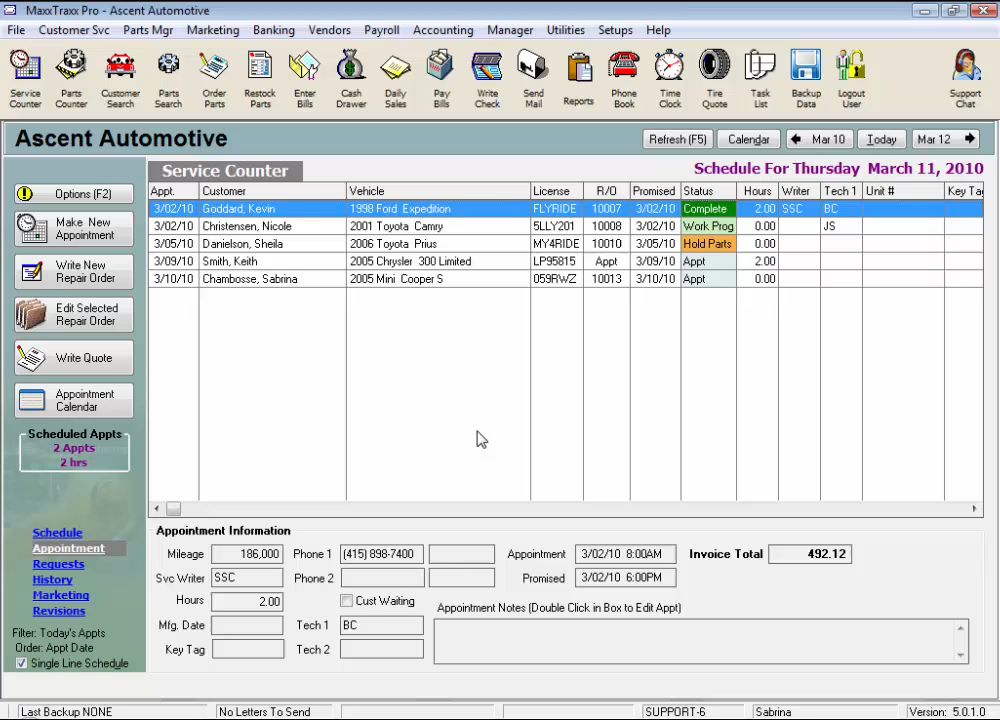 MaxxTraxx Pro - Ascent Automotive
File Customer Svc Parts Mgr Marketing Banking Vendors Payroll Accounting Manager Utilities Setups Help
Service Counter Parts Counter Customer Search Parts Search Order Parts Restock Parts Enter Bills Cash Drawer Daily Sales Pay Bills Write Check Send Mail Reports Phone Book Time Clock Tire Quote Task List Backup Data Logout User Support Chat
Ascent Automotive Refresh (F5) Calendar Mar 10 Today Mar 12
Service Counter Schedule For Thursday March 11, 2010
Appt. Customer Vehicle License R/O Promised Status Hours Writer Tech 1 Unit # Key Tag
3/02/10 Goddard, Kevin 1998 Ford Expedition FLYRIDE 10007 3/02/10 Complete 2.00 SSC BC
3/02/10 Christensen, Nicole 2001 Toyota Camry 5LLY201 10008 3/02/10 Work Prog 0.00 JS
3/05/10 Danielson, Sheila 2006 Toyota Prius MY4RIDE 10010 3/05/10 Hold Parts 0.00
3/09/10 Smith, Keith 2005 Chrysler 300 Limited LP95815 Appt 3/09/10 Appt 2.00
3/10/10 Chambosse, Sabrina 2005 Mini Cooper S 059RWZ 10013 3/10/10 Appt 0.00
Options (F2)
Make New
Appointment
Write New
Repair Order
Edit Selected
Repair Order
Write Quote
Appointment
Calendar
Scheduled Appts
2 Appts
2 hrs
Schedule
Appointment
Requests
History
Marketing
Revisions
Filter: Today's Appts
Order: Appt Date
Single Line Schedule
Appointment Information
Mileage 186,000 Phone 1 (415) 898-7400 Appointment 3/02/10 8:00AM Invoice Total 492.12
Svc Writer SSC Phone 2 Promised 3/02/10 6:00PM
Hours 2.00 Cust Waiting Appointment Notes (Double Click in Box to Edit Appt)
Mfg. Date Tech 1 BC
Key Tag Tech 2
Last Backup NONE No Letters To Send SUPPORT-6 Sabrina Version: 5.0.1.0